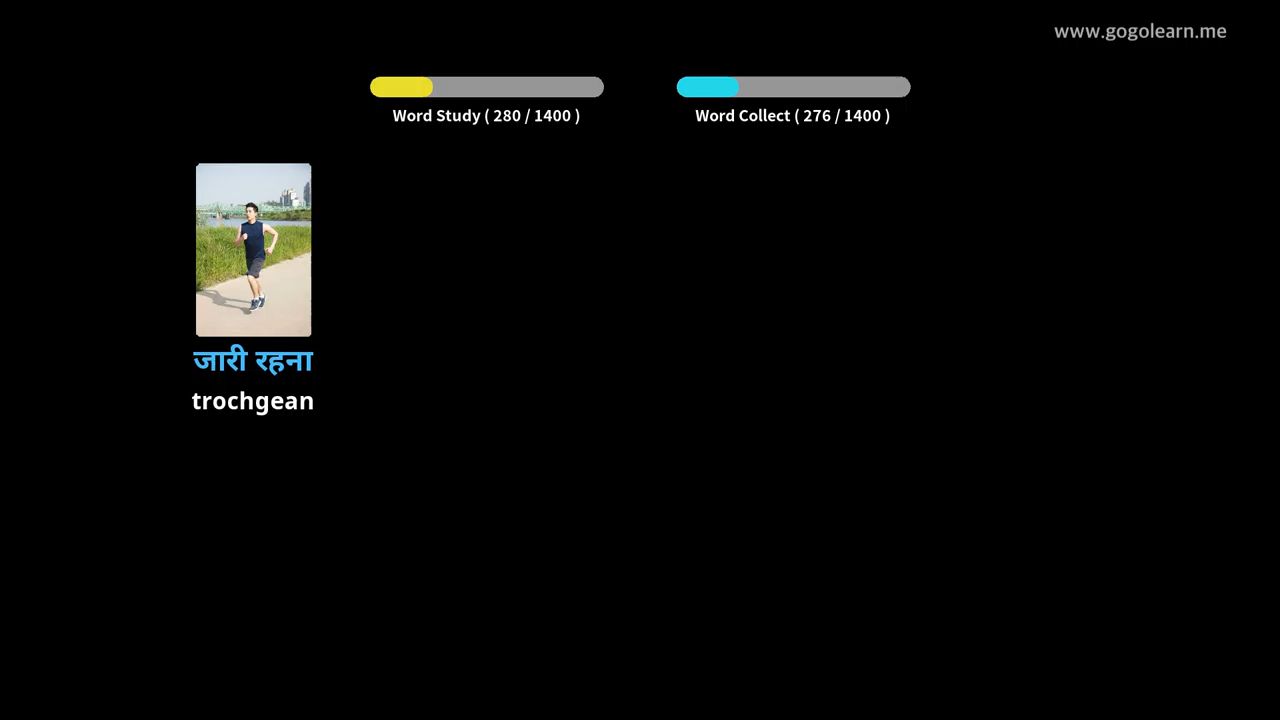 www.gogolearn.me
Word Study ( 280 / 1400 )
Word Collect ( 276 / 1400 )
जारी रहना
trochgean